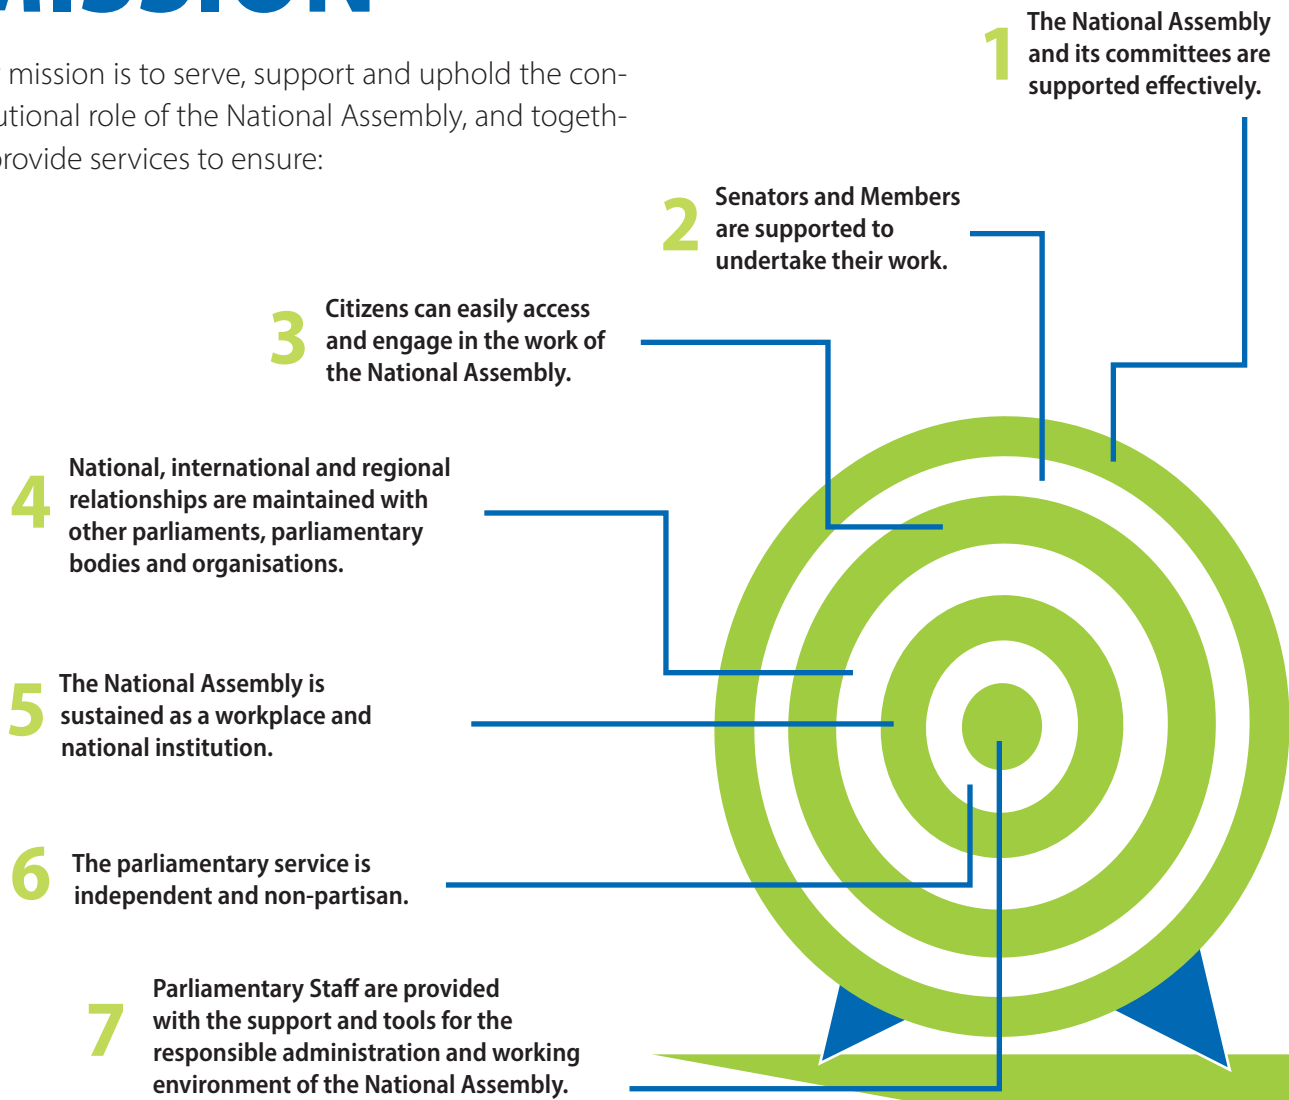 MISSION
mission is to serve, support and uphold the con-
utional role of the National Assembly, and togeth-
provide services to ensure:
1
The National Assembly
and its committees are
supported effectively.
2
Senators and Members
are supported to
undertake their work.
3
Citizens can easily access
and engage in the work of
the National Assembly.
4
National, international and regional
relationships are maintained with
other parliaments, parliamentary
bodies and organisations.
5
The National Assembly is
sustained as a workplace and
national institution.
6
The parliamentary service is
independent and non-partisan.
7
Parliamentary Staff are provided
with the support and tools for the
responsible administration and working
environment of the National Assembly.